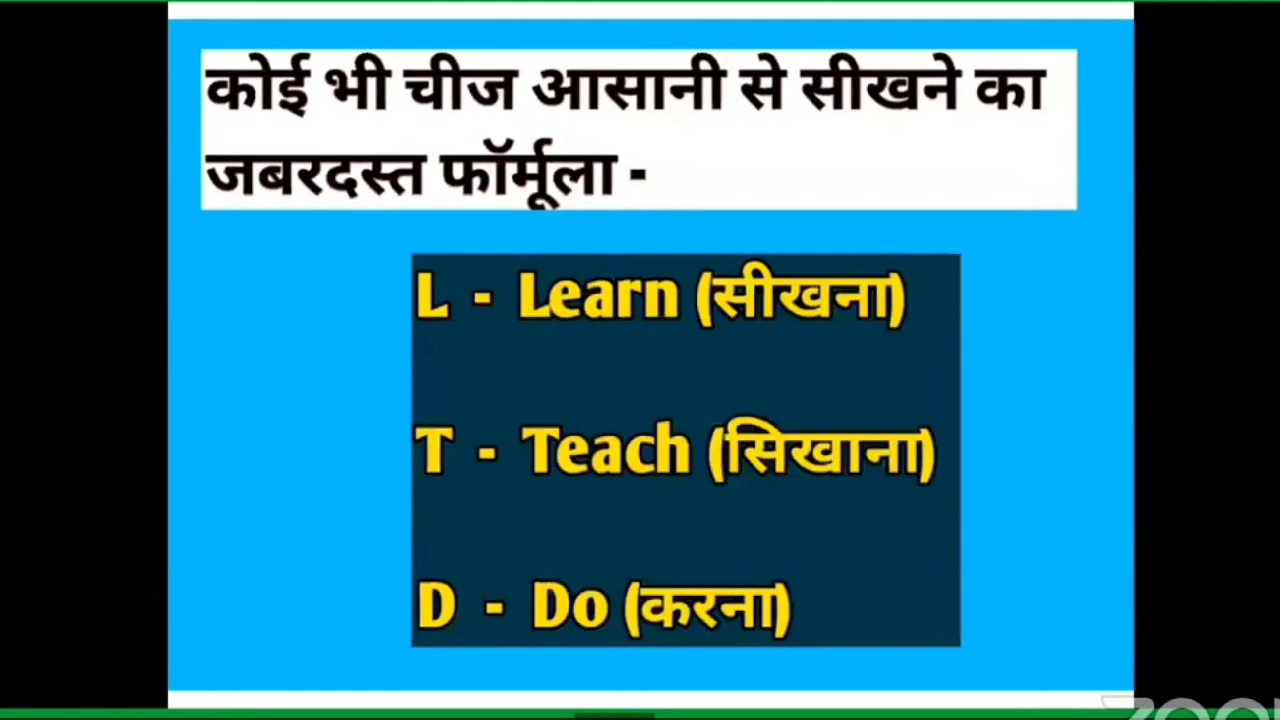 कोई भी चीज आसानी से सीखने का
जबरदस्त फॉर्मूला -
L - Learn (सीखना)
T - Teach (सिखाना)
D - Do (करना)